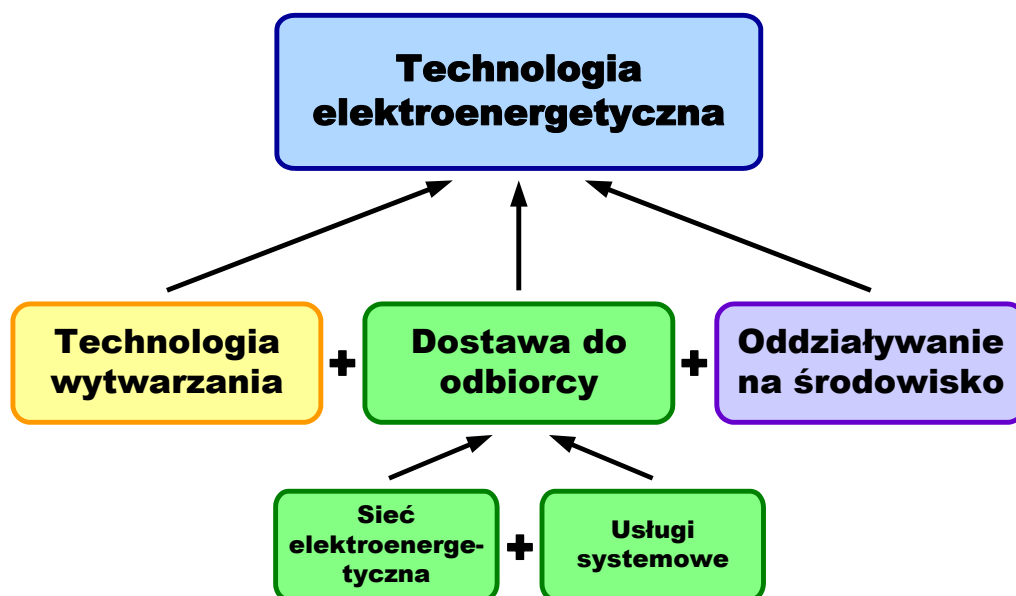 Technologia
elektroenergetyczna
Technologia
wytwarzania
+
Dostawa do
odbiorcy
+
Oddziaływanie
na środowisko
Sieć
elektroenerge-
tyczna
+
Usługi
systemowe